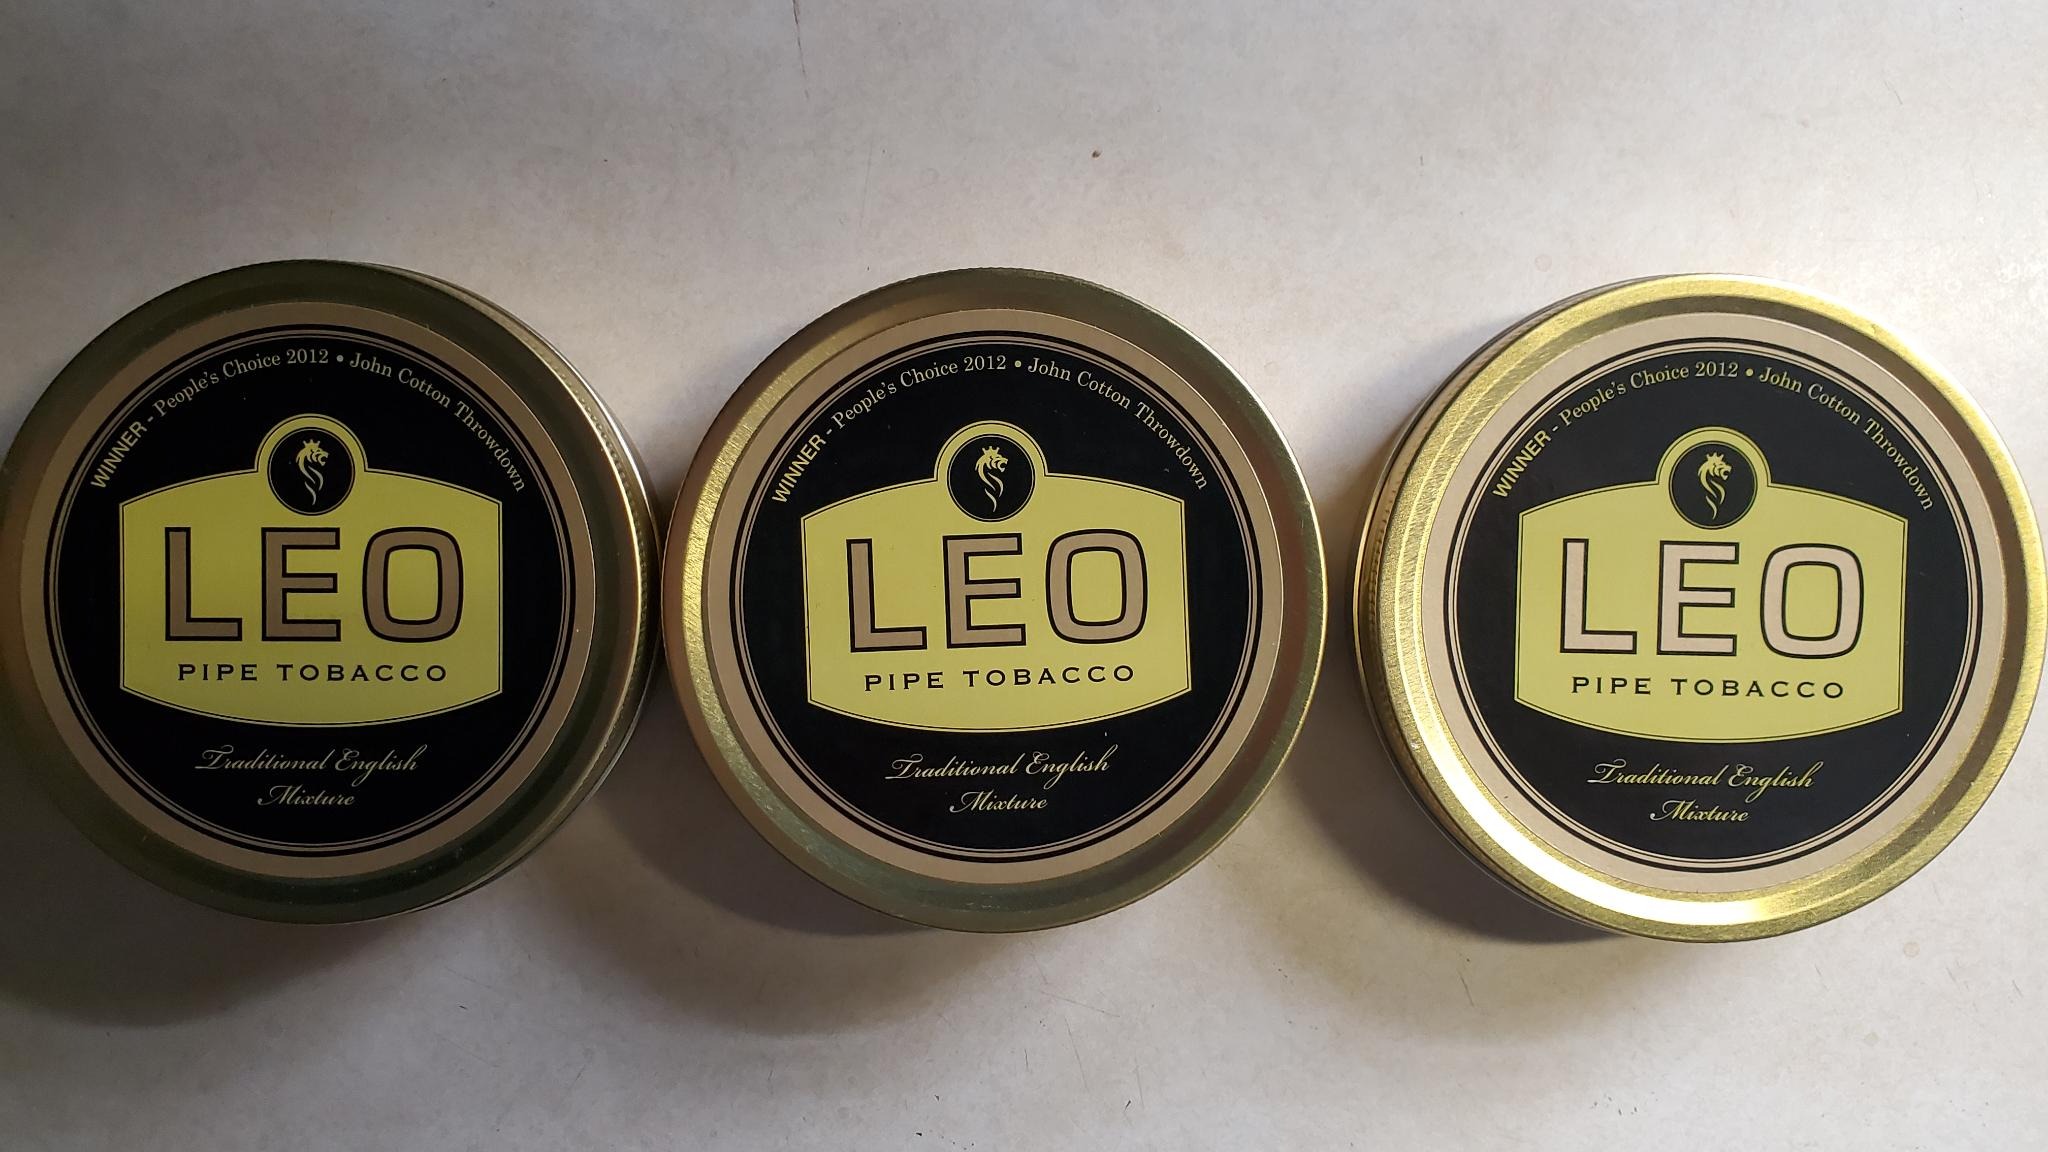 WINNER - People's Choice 2012 • John Cotton Throwdown
LEO
PIPE TOBACCO
Traditional English
Mixture
WINNER - People's Choice 2012 • John Cotton Throwdown
LEO
PIPE TOBACCO
Traditional English
Mixture
WINNER - People's Choice 2012 • John Cotton Throwdown
LEO
PIPE TOBACCO
Traditional English
Mixture